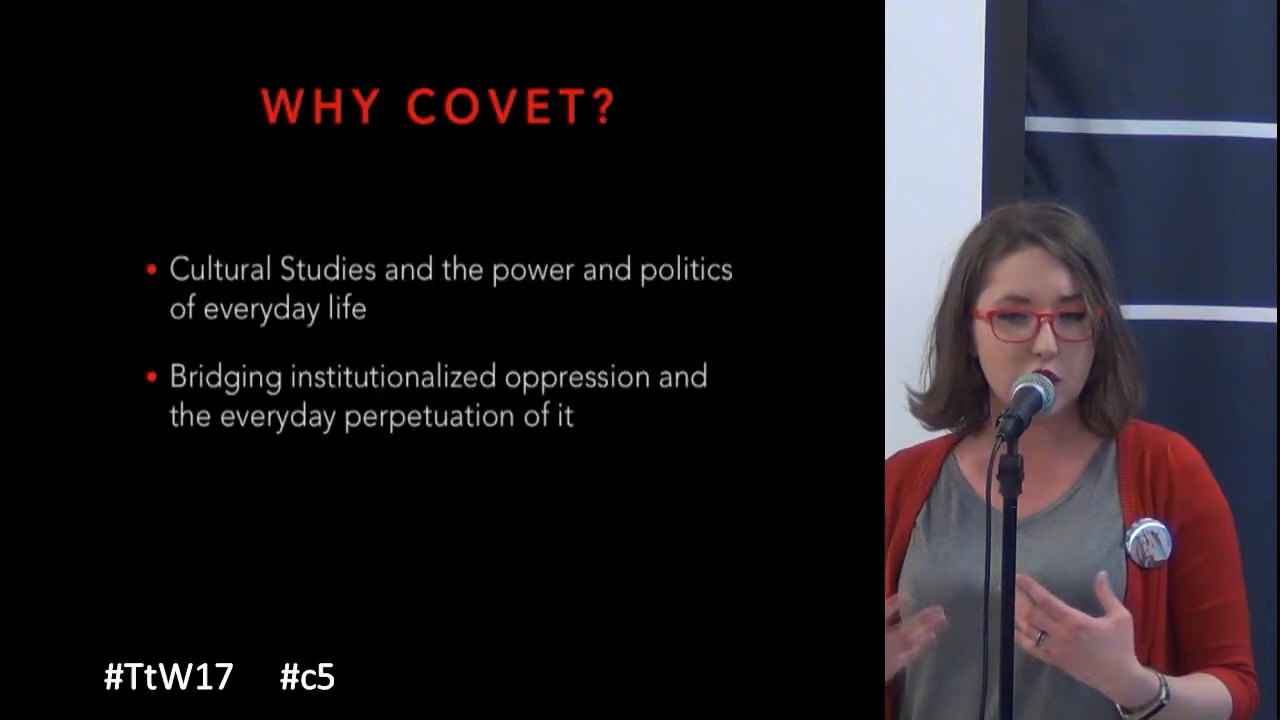 WHY COVET?
• Cultural Studies and the power and politics
of everyday life
• Bridging institutionalized oppression and
the everyday perpetuation of it
#TtW17 #c5